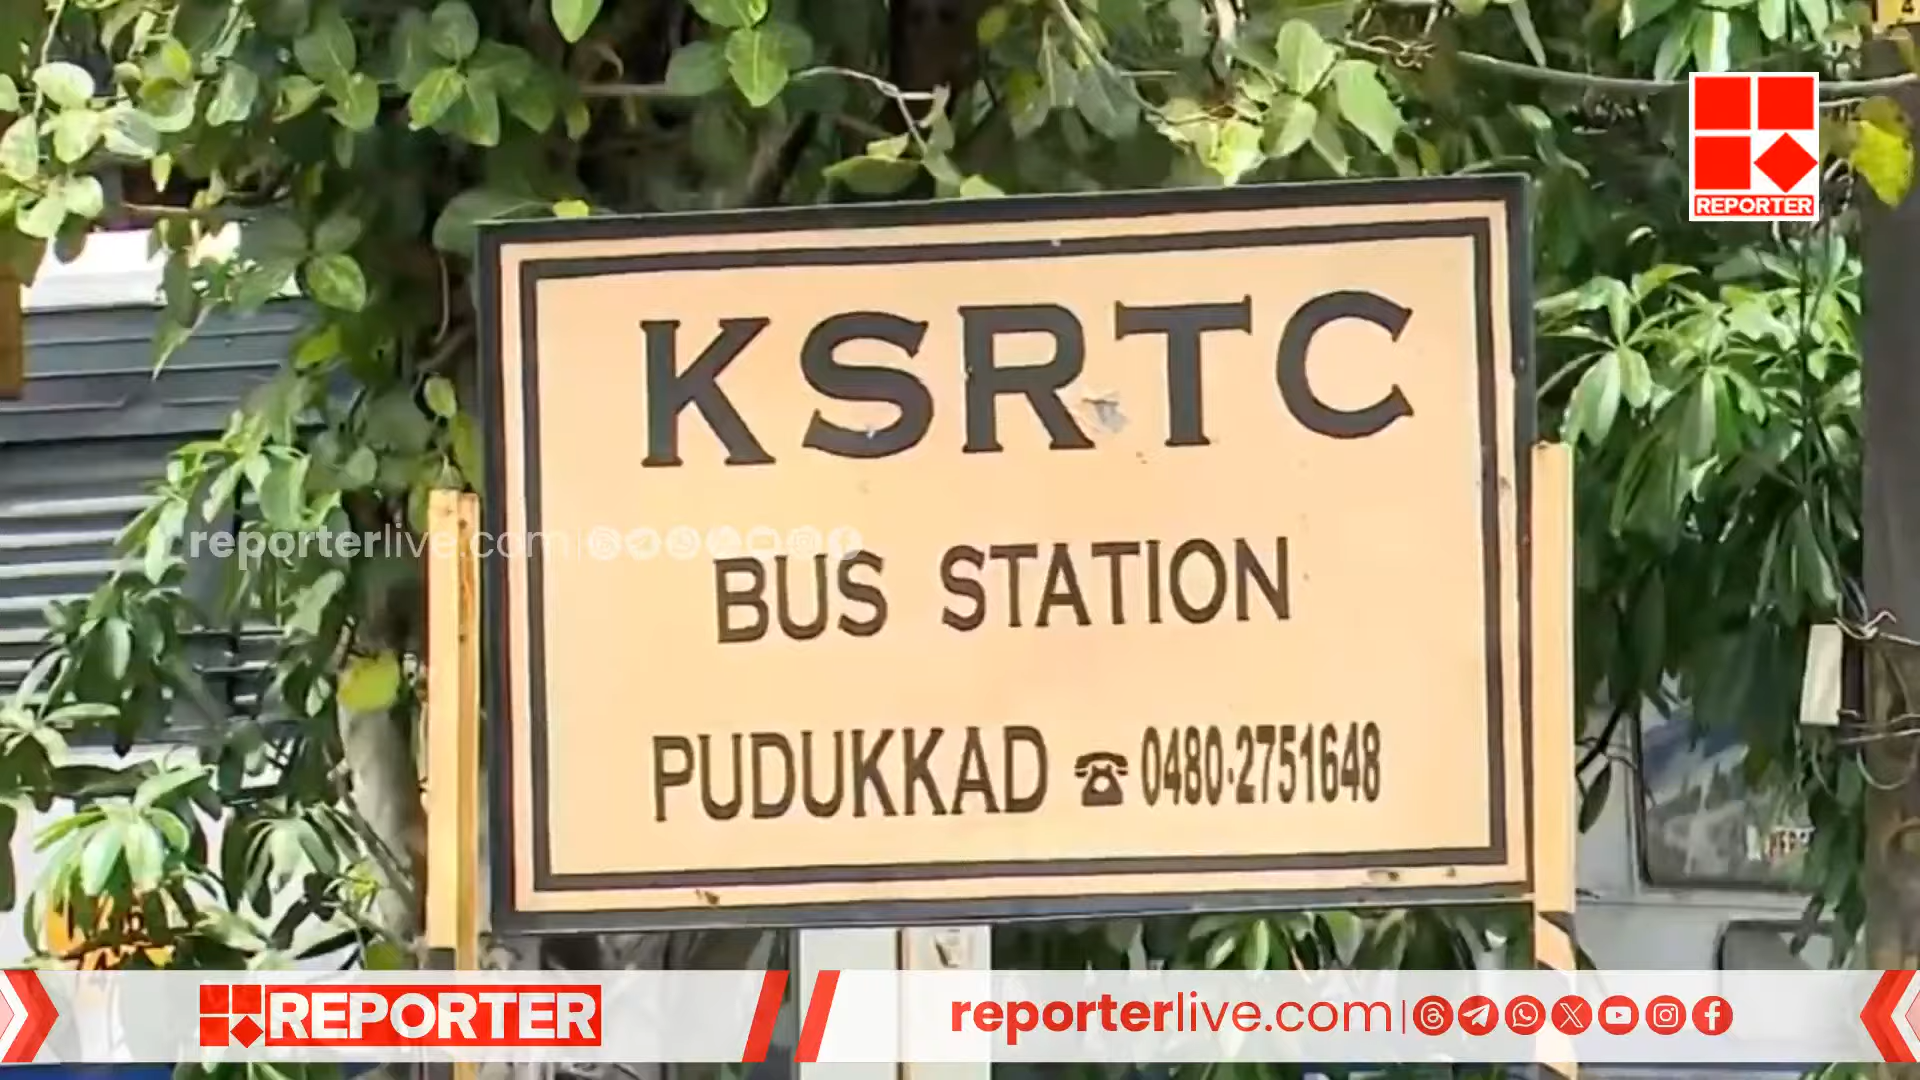 REPORTER
KSRTC
reporterlive.com
BUS STATION
PUDUKKAD ☎ 0480-2751648
REPORTER
reporterlive.com